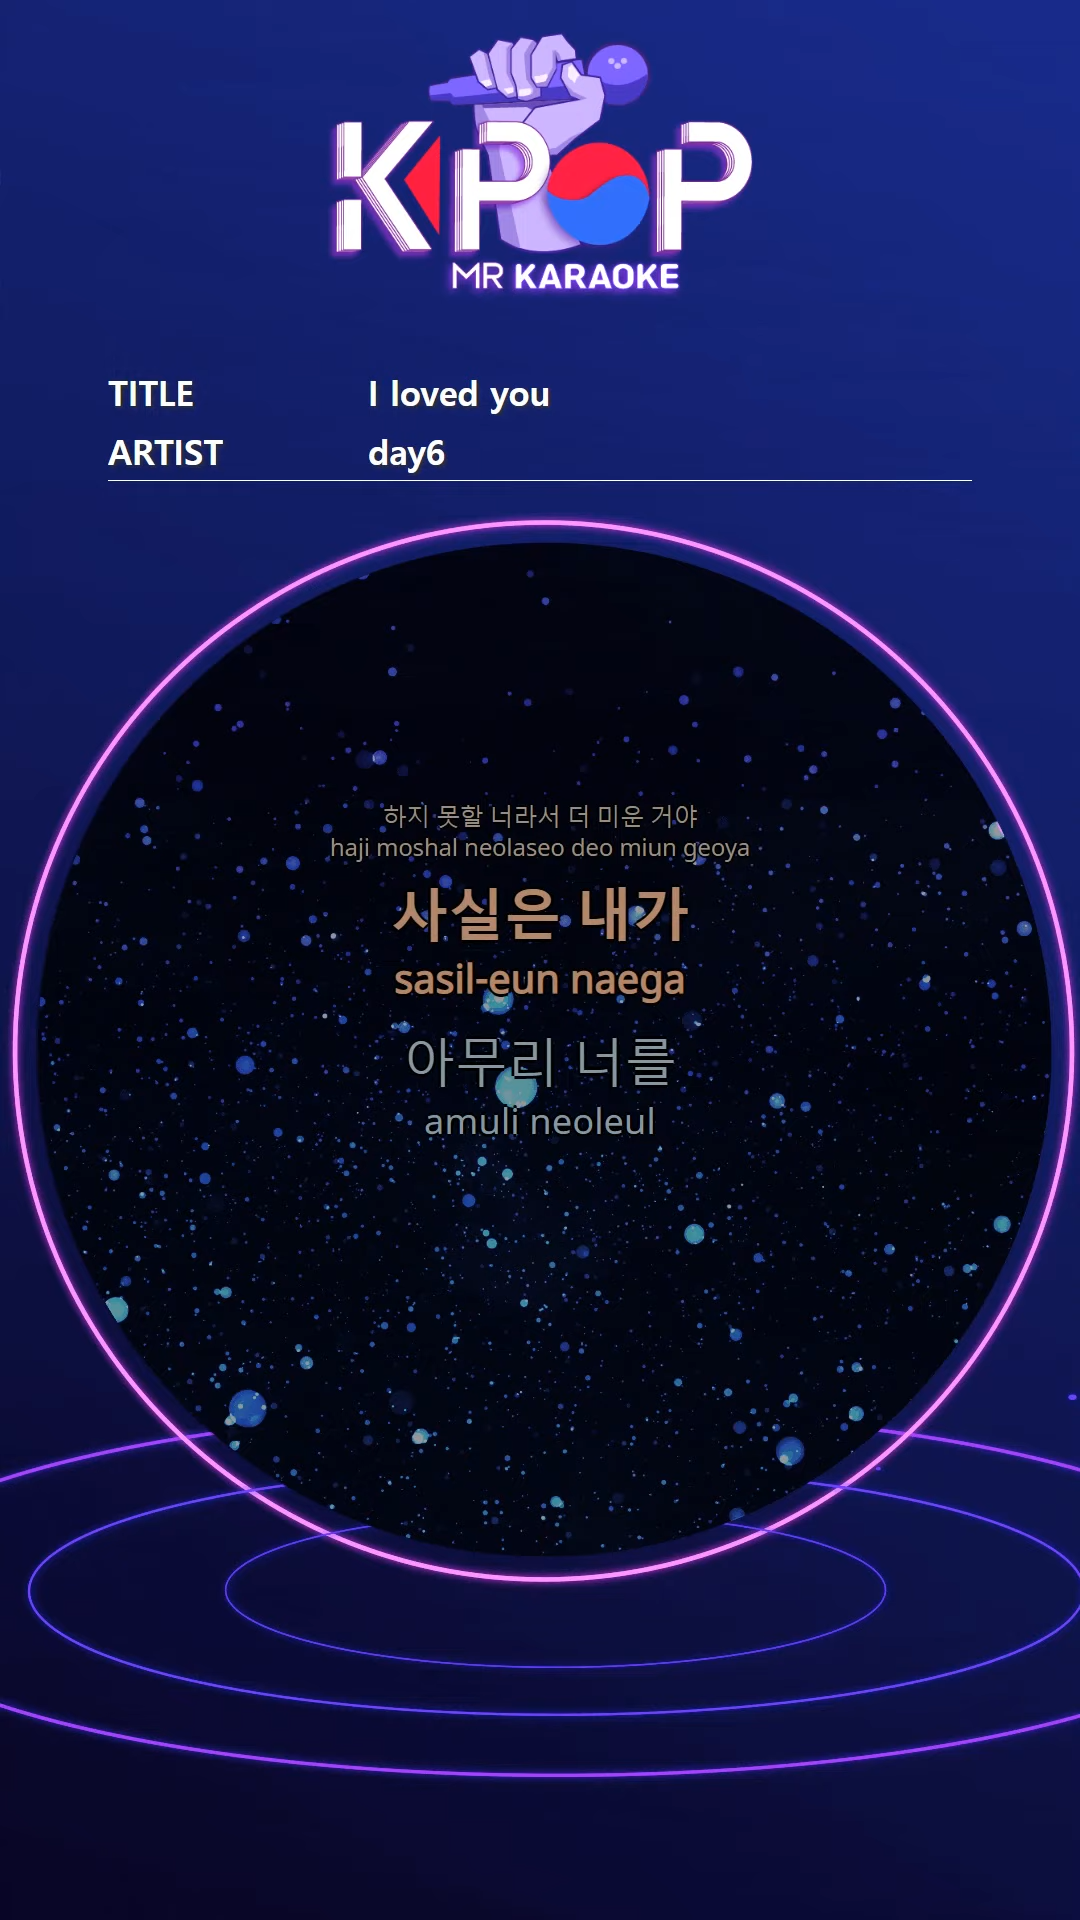 KPOP
MR KARAOKE
TITLE I loved you
ARTIST day6
하지 못할 너라서 더 미운 거야
haji moshal neolaseo deo miun geoya
사실은 내가
sasil-eun naega
아무리 너를
amuli neoleul